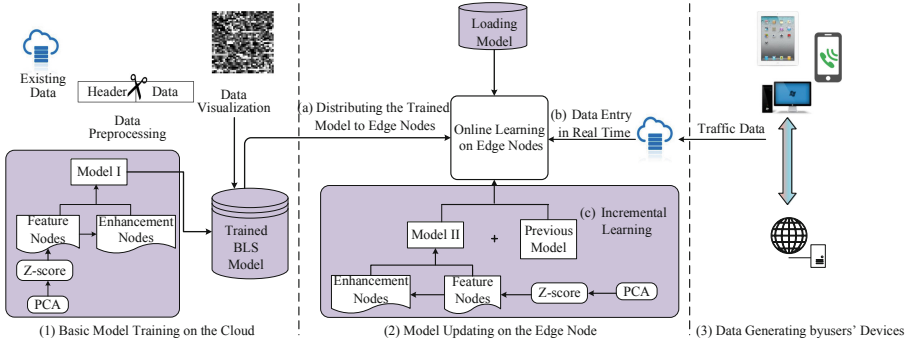 Existing
Data
Header
Data
Data
Preprocessing
Data
Visualization
Model I
Feature
Nodes
Enhancement
Nodes
Z-score
PCA
Trained
BLS
Model
(1) Basic Model Training on the Cloud
Loading
Model
(a) Distributing the Trained
Model to Edge Nodes
Online Learning
on Edge Nodes
(b) Data Entry
in Real Time
(c) Incremental
Learning
Model II
+
Previous
Model
Enhancement
Nodes
Feature
Nodes
Z-score
PCA
(2) Model Updating on the Edge Node
Traffic Data
(3) Data Generating byusers' Devices